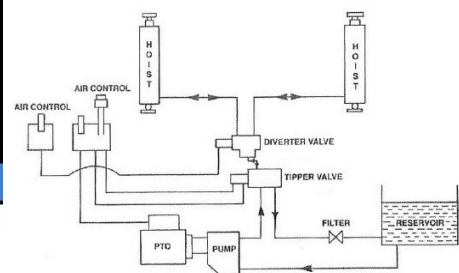 HOIST
HOIST
AIR CONTROL
AIR CONTROL
DIVERTER VALVE
TIPPER VALVE
FILTER
RESERVOIR
PTO
PUMP